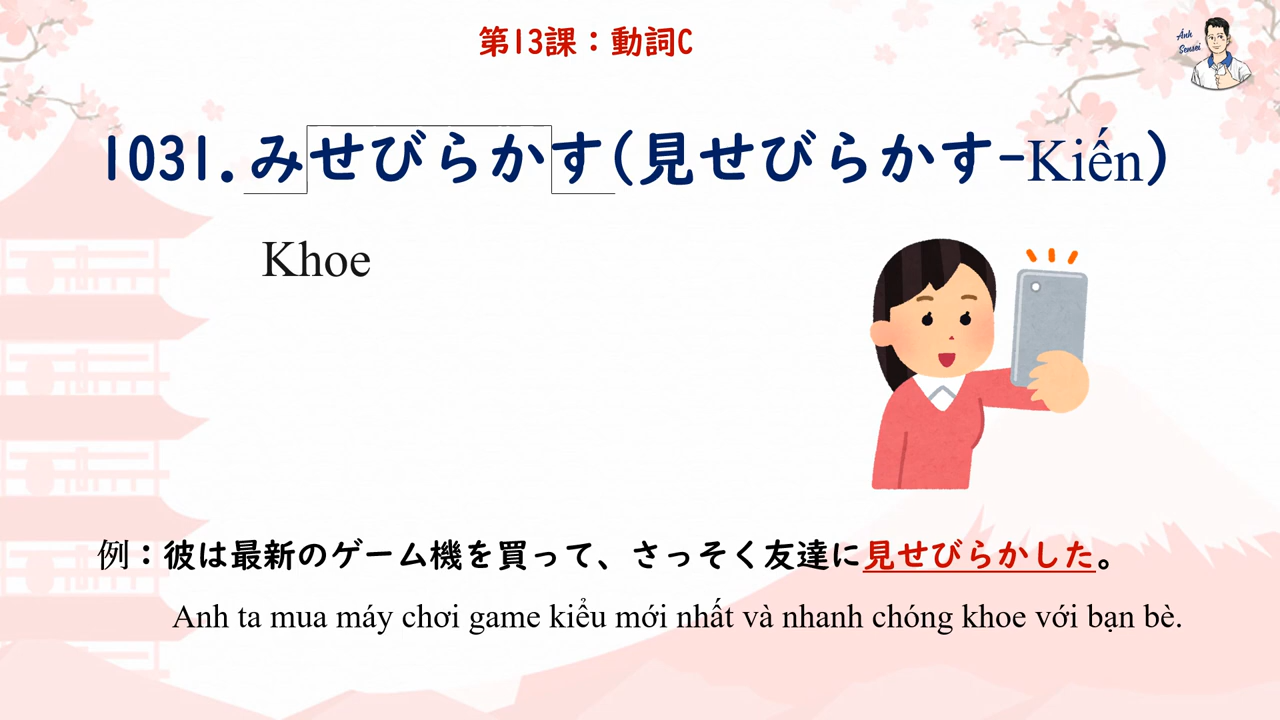 第13課：動詞C
Anh
Sensei
1031.みせびらかす(見せびらかす-Kiến)
Khoe
例：彼は最新のゲーム機を買って、さっそく友達に見せびらかした。
Anh ta mua máy chơi game kiểu mới nhất và nhanh chóng khoe với bạn bè.